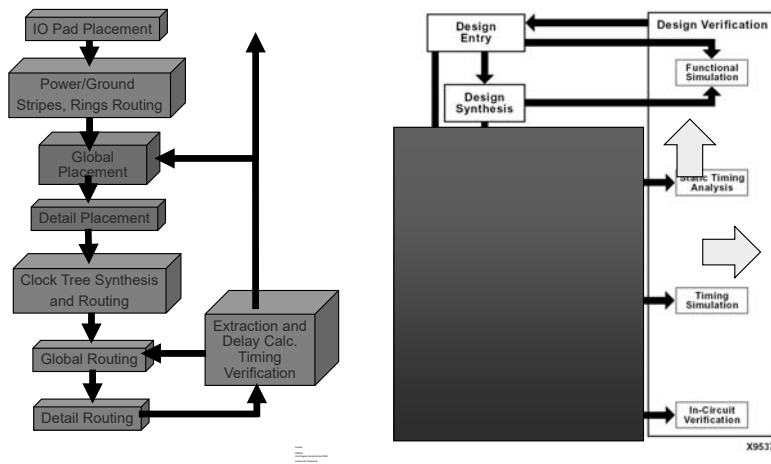 IO Pad Placement
Power/Ground
Stripes, Rings Routing
Global
Placement
Detail Placement
Clock Tree Synthesis
and Routing
Global Routing
Detail Routing
Extraction and
Delay Calc.
Timing
Verification
Design
Entry
Design
Synthesis
Design Verification
Functional
Simulation
Static Timing
Analysis
Timing
Simulation
In-Circuit
Verification
X9537